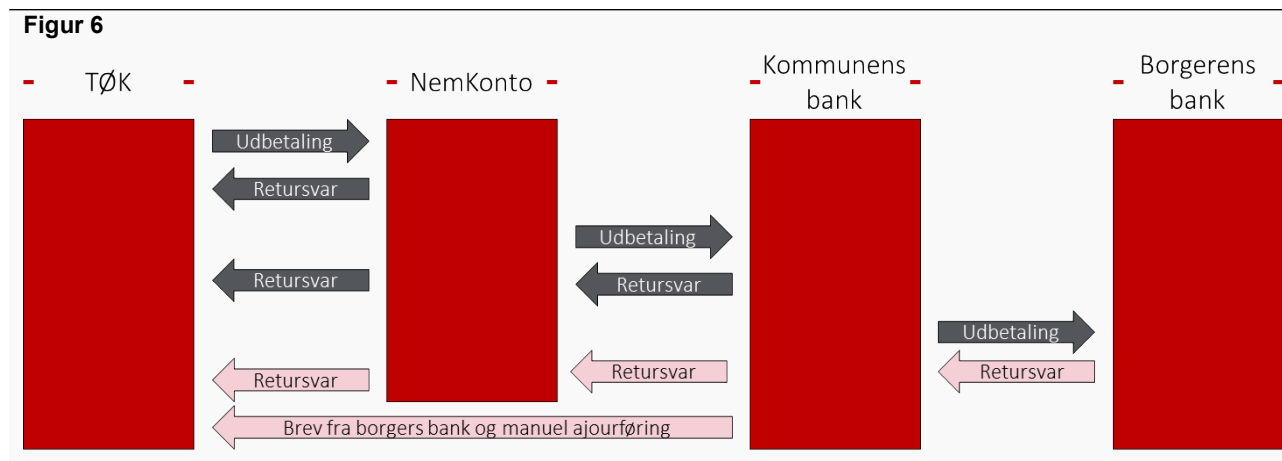 Figur 6
TØK
NemKonto
Kommunens
bank
Borgerens
bank
Udbetaling
Retursvar
Udbetaling
Retursvar
Retursvar
Udbetaling
Retursvar
Retursvar
Retursvar
Brev fra borgers bank og manuel ajourføring